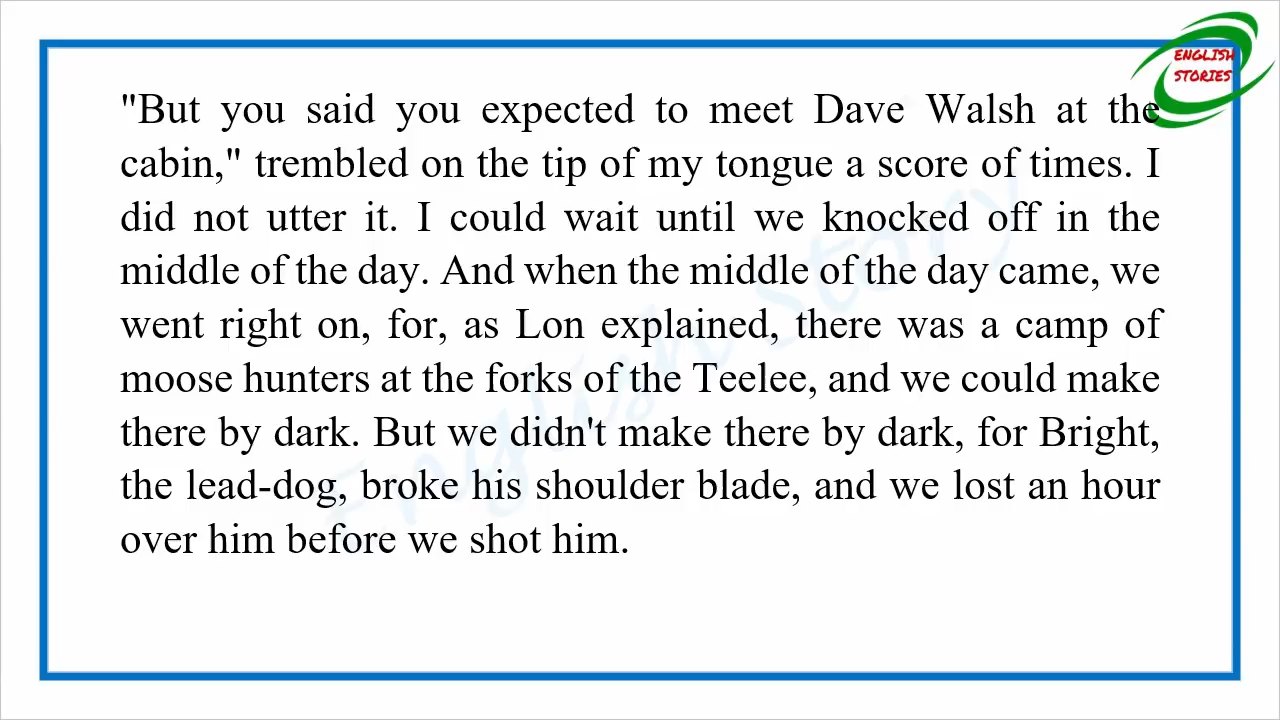 ENGLISH
STORIES
"But you said you expected to meet Dave Walsh at the
cabin," trembled on the tip of my tongue a score of times. I
did not utter it. I could wait until we knocked off in the
middle of the day. And when the middle of the day came, we
went right on, for, as Lon explained, there was a camp of
moose hunters at the forks of the Teelee, and we could make
there by dark. But we didn't make there by dark, for Bright,
the lead-dog, broke his shoulder blade, and we lost an hour
over him before we shot him.
English Story